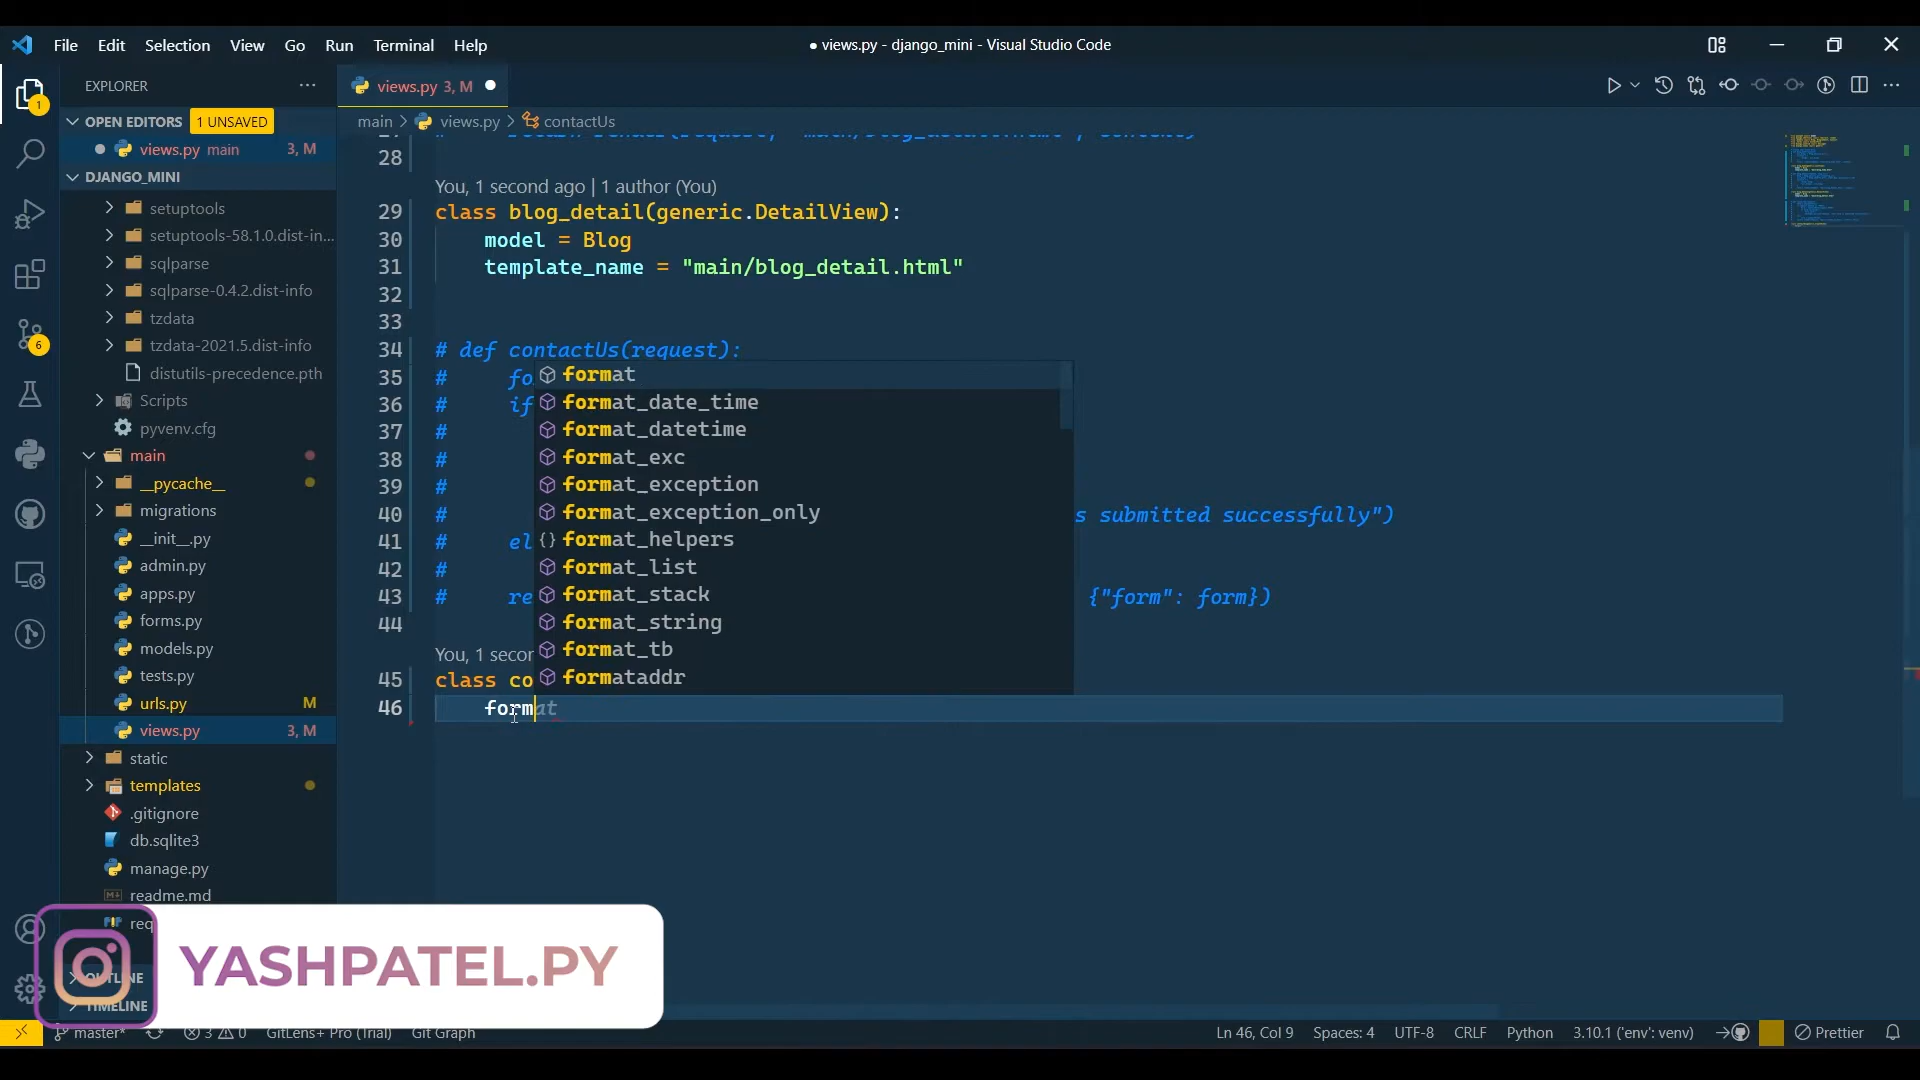 File Edit Selection View Go Run Terminal Help
● views.py - django_mini - Visual Studio Code
EXPLORER
views.py 3, M
OPEN EDITORS 1 UNSAVED
main > views.py > contactUs
views.py main 3, M
DJANGO_MINI
setuptools
setuptools-58.1.0.dist-in...
sqlparse
sqlparse-0.4.2.dist-info
tzdata
tzdata-2021.5.dist-info
distutils-precedence.pth
Scripts
pyvenv.cfg
main
__pycache__
migrations
__init__.py
admin.py
apps.py
forms.py
models.py
tests.py
urls.py M
views.py 3, M
static
templates
.gitignore
db.sqlite3
manage.py
readme.md
req
OUTLINE
TIMELINE
1
6
28
You, 1 second ago | 1 author (You)
29 class blog_detail(generic.DetailView):
30 model = Blog
31 template_name = "main/blog_detail.html"
32
33
34 # def contactUs(request):
35 # fo
36 # if
37 #
38 #
39 #
40 # s submitted successfully")
41 # el
42 #
43 # re {"form": form})
44
You, 1 secon
45 class co
46 format
format
format_date_time
format_datetime
format_exc
format_exception
format_exception_only
format_helpers
format_list
format_stack
format_string
format_tb
formataddr
YASHPATEL.PY
master* 3 0 GitLens+ Pro (Trial) Git Graph
Ln 46, Col 9 Spaces: 4 UTF-8 CRLF Python 3.10.1 ('env': venv) Prettier